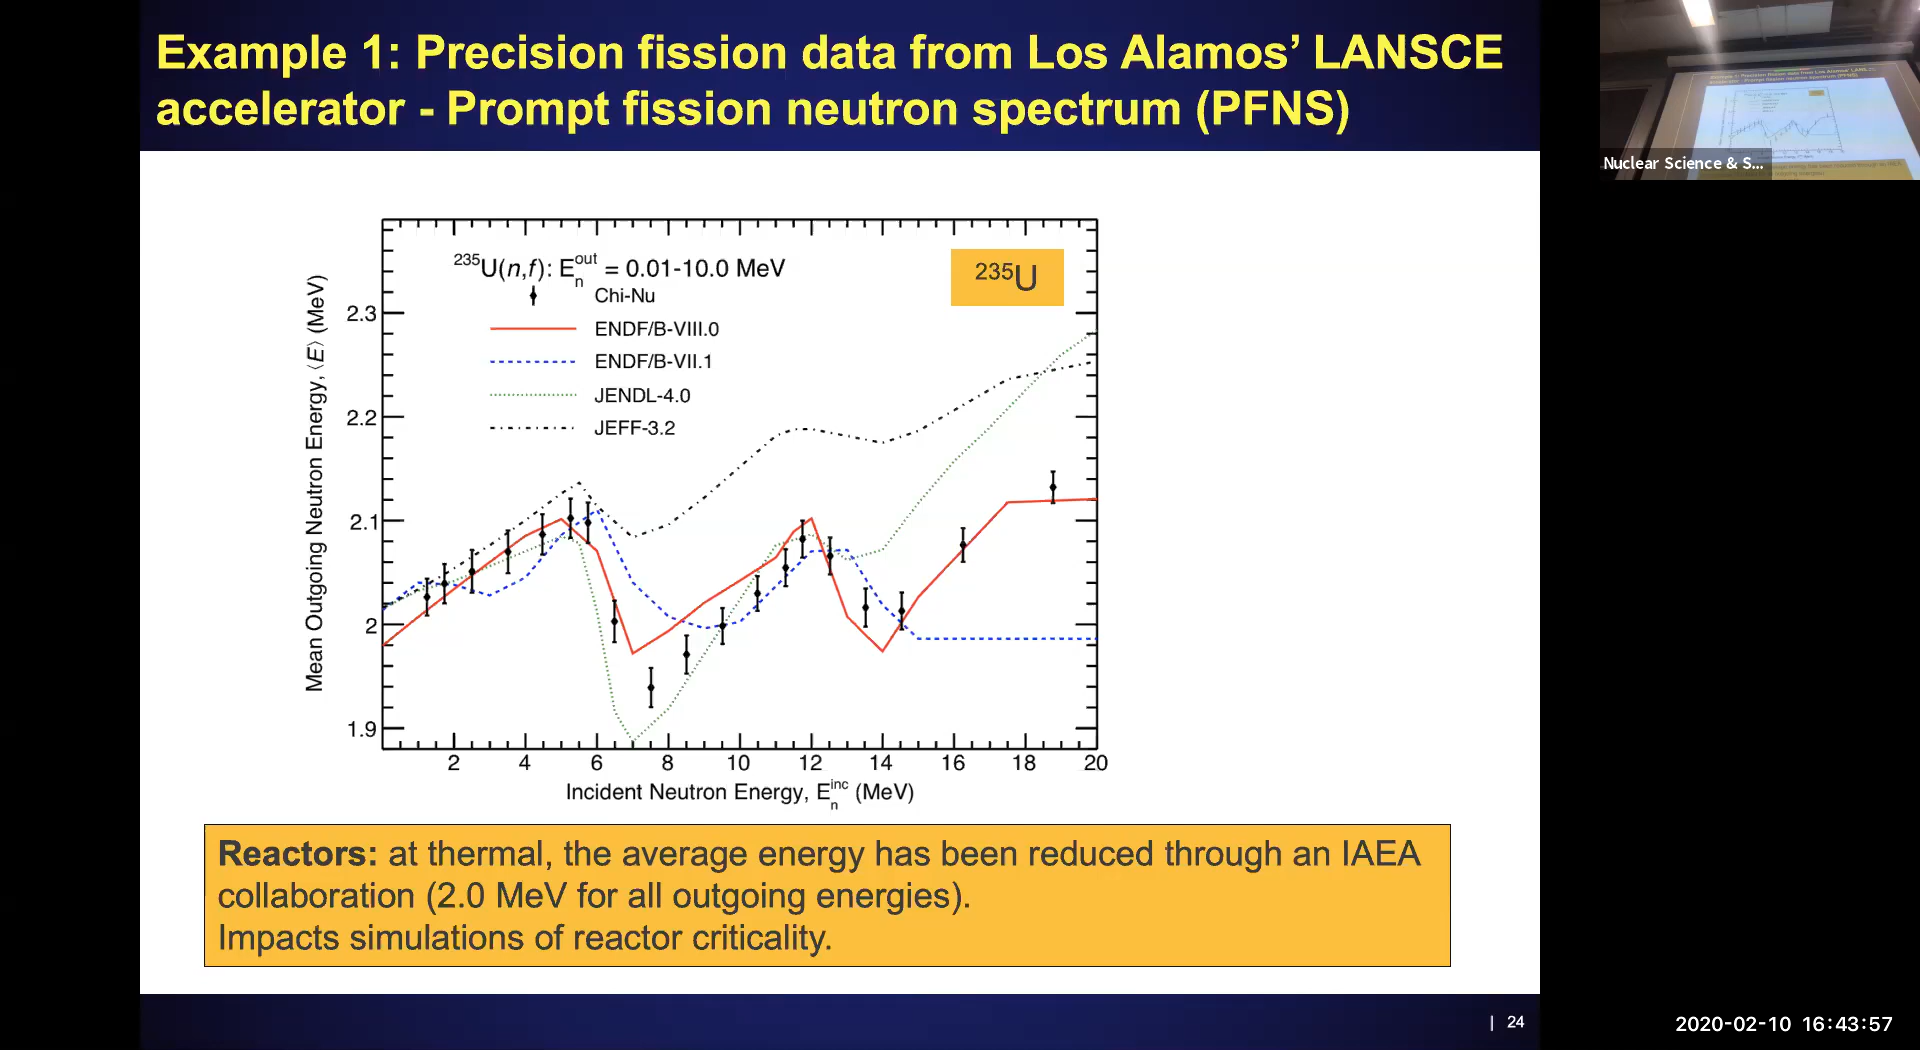 Example 1: Precision fission data from Los Alamos’ LANSCE
accelerator - Prompt fission neutron spectrum (PFNS)
235U(n,f): E out n = 0.01-10.0 MeV
Chi-Nu
ENDF/B-VIII.0
ENDF/B-VII.1
JENDL-4.0
JEFF-3.2
235U
Mean Outgoing Neutron Energy, ⟨E⟩ (MeV)
2.3
2.2
2.1
2
1.9
2 4 6 8 10 12 14 16 18 20
Incident Neutron Energy, E inc n (MeV)
Reactors: at thermal, the average energy has been reduced through an IAEA
collaboration (2.0 MeV for all outgoing energies).
Impacts simulations of reactor criticality.
| 24
Nuclear Science & S...
2020-02-10 16:43:57